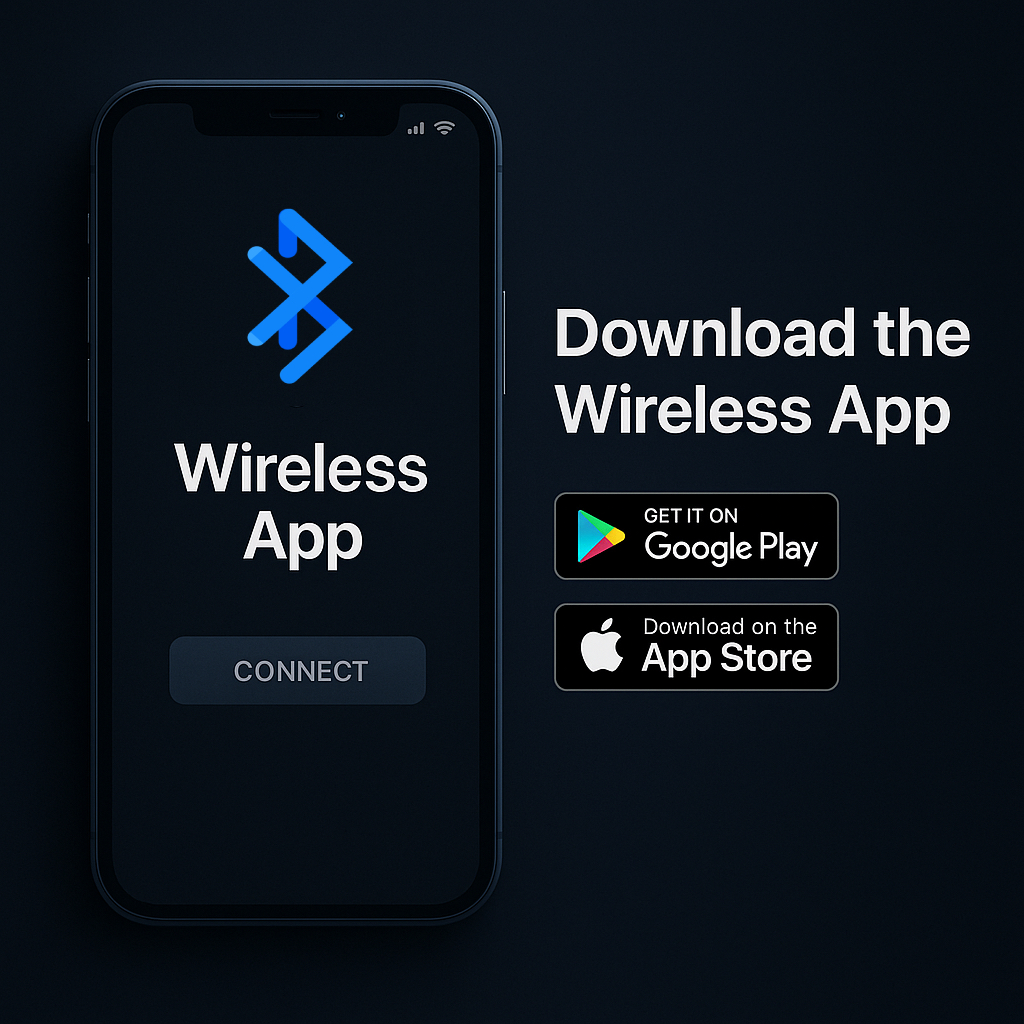 Wireless
App
CONNECT
Download the
Wireless App
GET IT ON
Google Play
Download on the
App Store